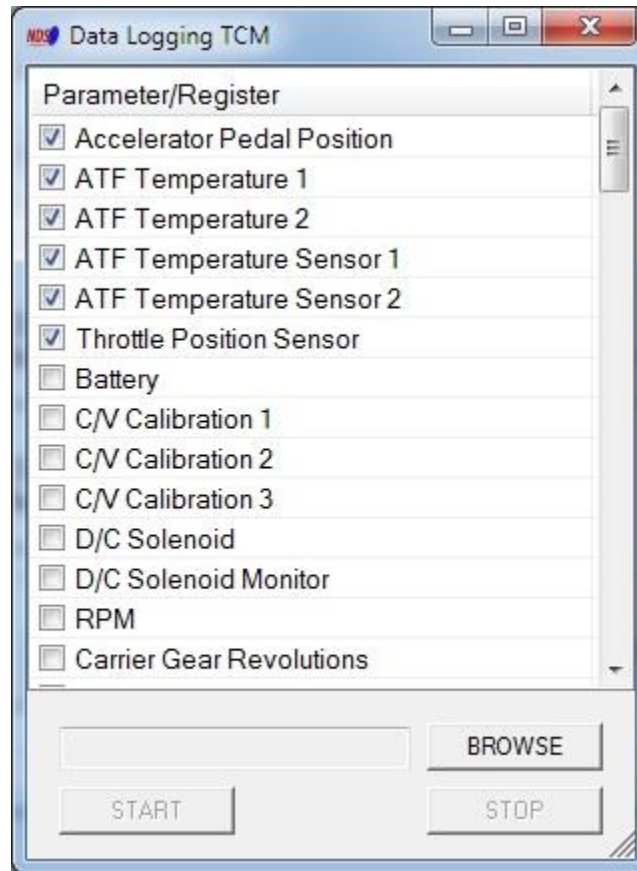 NDS Data Logging TCM
Parameter/Register
Accelerator Pedal Position
ATF Temperature 1
ATF Temperature 2
ATF Temperature Sensor 1
ATF Temperature Sensor 2
Throttle Position Sensor
Battery
C/V Calibration 1
C/V Calibration 2
C/V Calibration 3
D/C Solenoid
D/C Solenoid Monitor
RPM
Carrier Gear Revolutions
BROWSE
START STOP